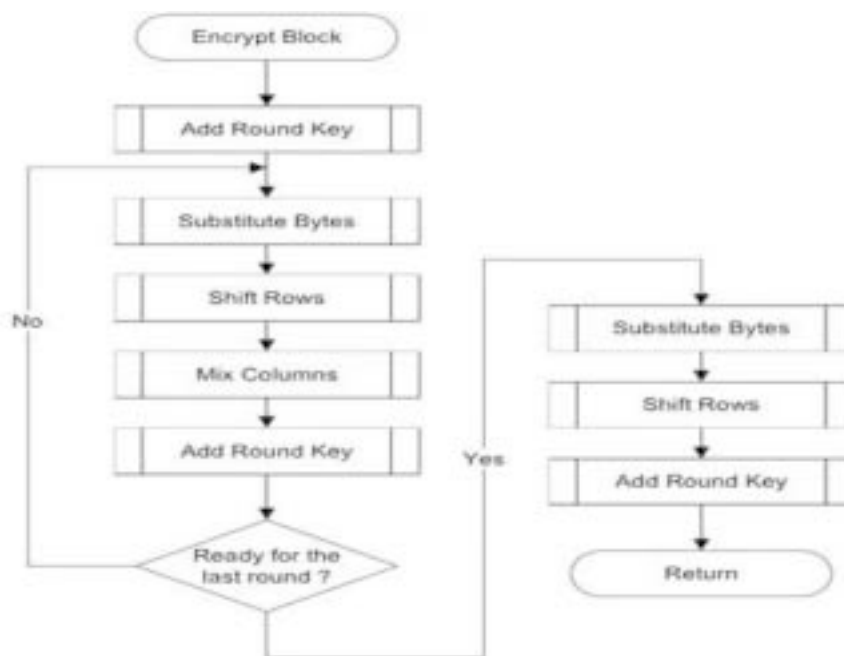 Encrypt Block
Add Round Key
Substitute Bytes
Shift Rows
Mix Columns
Add Round Key
Ready for the
last round ?
No
Yes
Substitute Bytes
Shift Rows
Add Round Key
Return